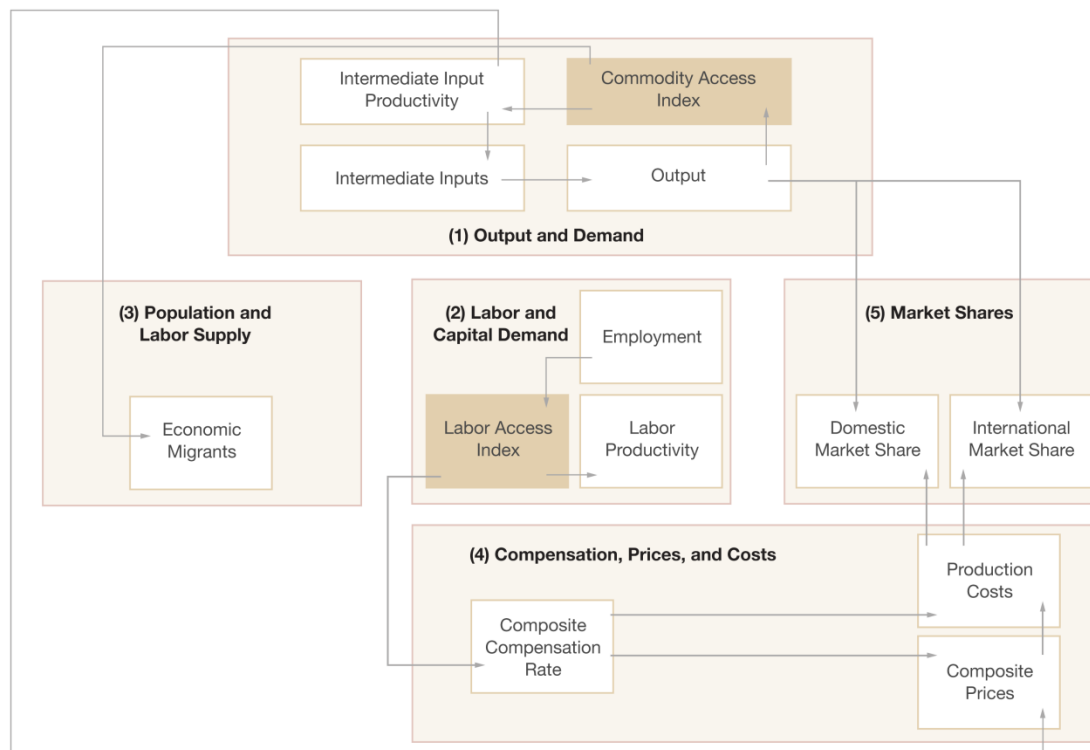 Intermediate Input
Productivity
Commodity Access
Index
Intermediate Inputs
Output
(1) Output and Demand
(3) Population and
Labor Supply
Economic
Migrants
(2) Labor and
Capital Demand
Employment
Labor Access
Index
Labor
Productivity
(5) Market Shares
Domestic
Market Share
International
Market Share
(4) Compensation, Prices, and Costs
Composite
Compensation
Rate
Production
Costs
Composite
Prices